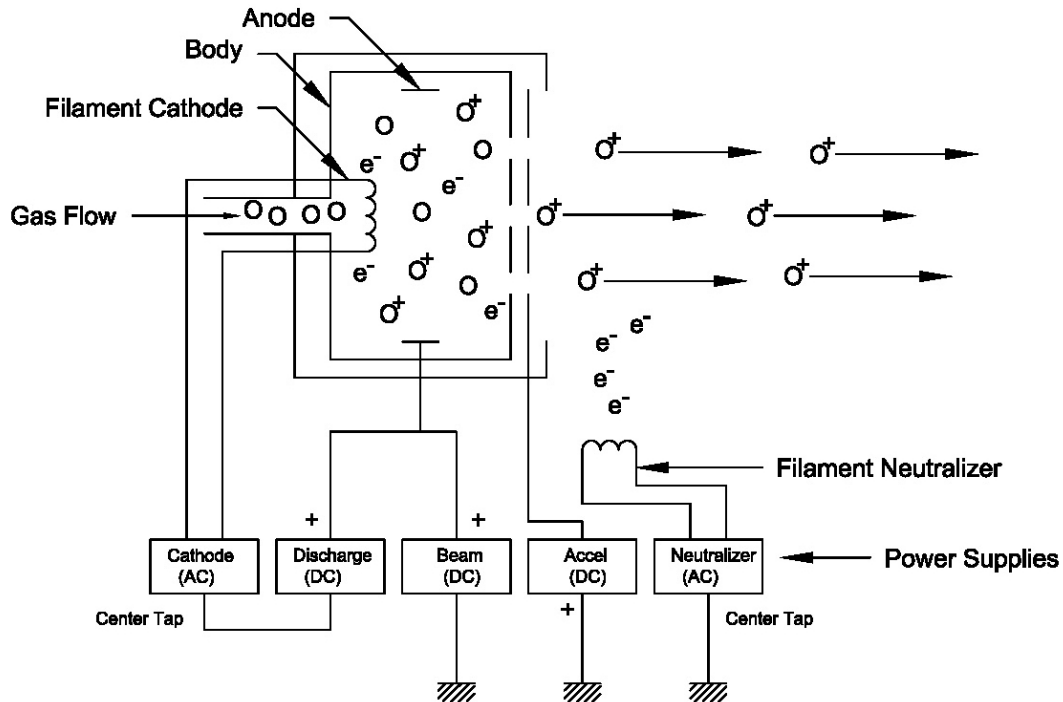 Anode
Body
Filament Cathode
Gas Flow
O O O O
O
O+
O
O+
e-
e-
O
O+
e-
O+
O
O+
e-
O+
O+
O+
O+
O+
O+
e-
e-
e-
e-
Filament Neutralizer
+
+
Cathode
(AC)
Discharge
(DC)
Beam
(DC)
Accel
(DC)
Neutralizer
(AC)
Power Supplies
Center Tap
+
Center Tap